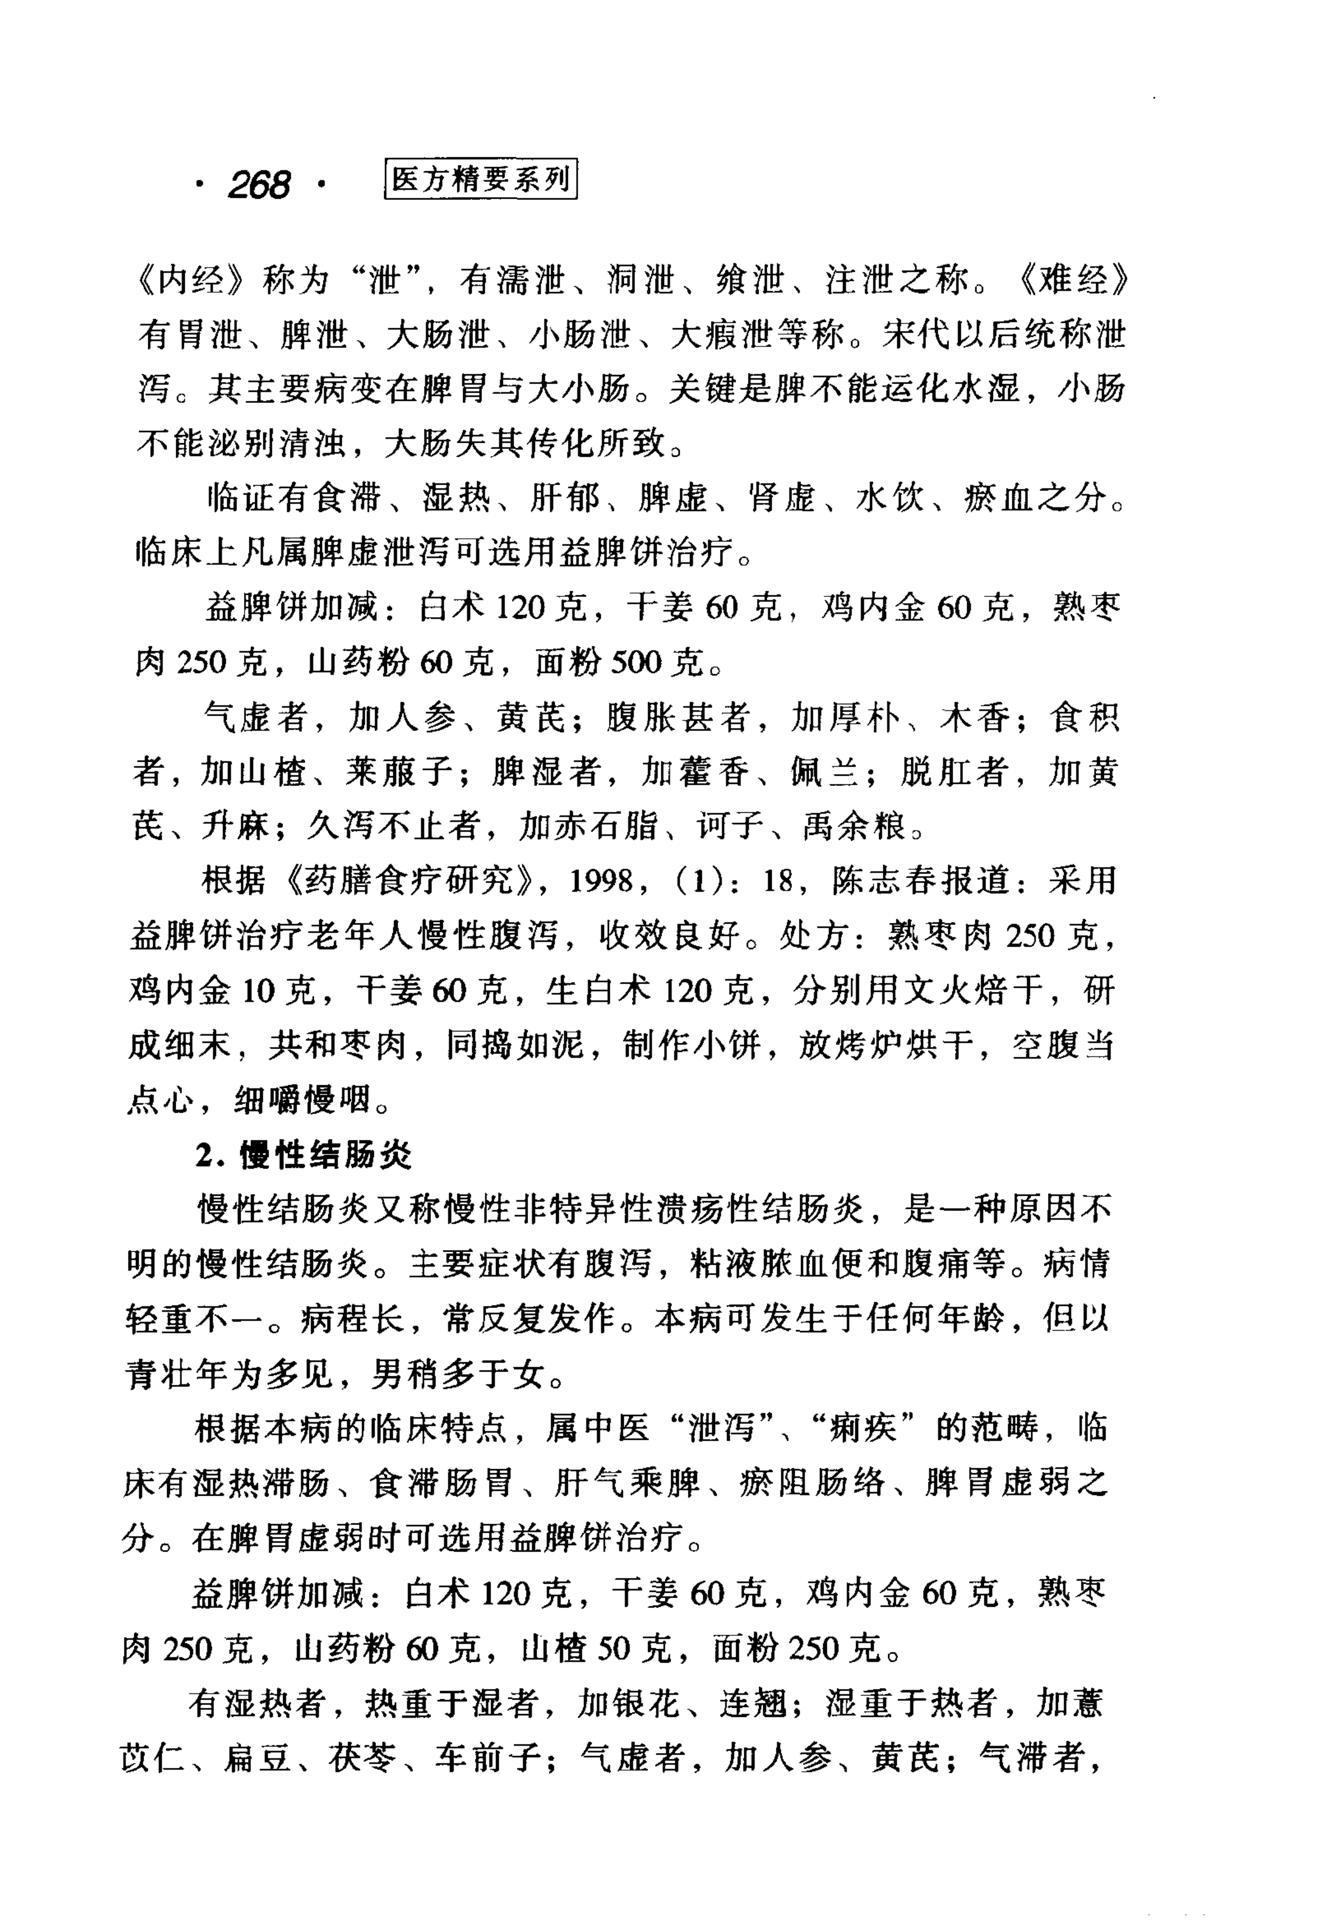 · 268 · 医方精要系列
《内经》称为“泄”，有濡泄、洞泄、飧泄、注泄之称。《难经》
有胃泄、脾泄、大肠泄、小肠泄、大瘕泄等称。宋代以后统称泄
泻。其主要病变在脾胃与大小肠。关键是脾不能运化水湿，小肠
不能泌别清浊，大肠失其传化所致。
临证有食滞、湿热、肝郁、脾虚、肾虚、水饮、瘀血之分。
临床上凡属脾虚泄泻可选用益脾饼治疗。
益脾饼加减：白术 120 克，干姜 60 克，鸡内金 60 克，熟枣
肉 250 克，山药粉 60 克，面粉 500 克。
气虚者，加人参、黄芪；腹胀甚者，加厚朴、木香；食积
者，加山楂、莱菔子；脾湿者，加藿香、佩兰；脱肛者，加黄
芪、升麻；久泻不止者，加赤石脂、诃子、禹余粮。
根据《药膳食疗研究》，1998，（1）：18，陈志春报道：采用
益脾饼治疗老年人慢性腹泻，收效良好。处方：熟枣肉 250 克，
鸡内金 10 克，干姜 60 克，生白术 120 克，分别用文火焙干，研
成细末，共和枣肉，同捣如泥，制作小饼，放烤炉烘干，空腹当
点心，细嚼慢咽。
2. 慢性结肠炎
慢性结肠炎又称慢性非特异性溃疡性结肠炎，是一种原因不
明的慢性结肠炎。主要症状有腹泻，粘液脓血便和腹痛等。病情
轻重不一。病程长，常反复发作。本病可发生于任何年龄，但以
青壮年为多见，男稍多于女。
根据本病的临床特点，属中医“泄泻”、“痢疾”的范畴，临
床有湿热滞肠、食滞肠胃、肝气乘脾、瘀阻肠络、脾胃虚弱之
分。在脾胃虚弱时可选用益脾饼治疗。
益脾饼加减：白术 120 克，干姜 60 克，鸡内金 60 克，熟枣
肉 250 克，山药粉 60 克，山楂 50 克，面粉 250 克。
有湿热者，热重于湿者，加银花、连翘；湿重于热者，加薏
苡仁、扁豆、茯苓、车前子；气虚者，加人参、黄芪；气滞者，